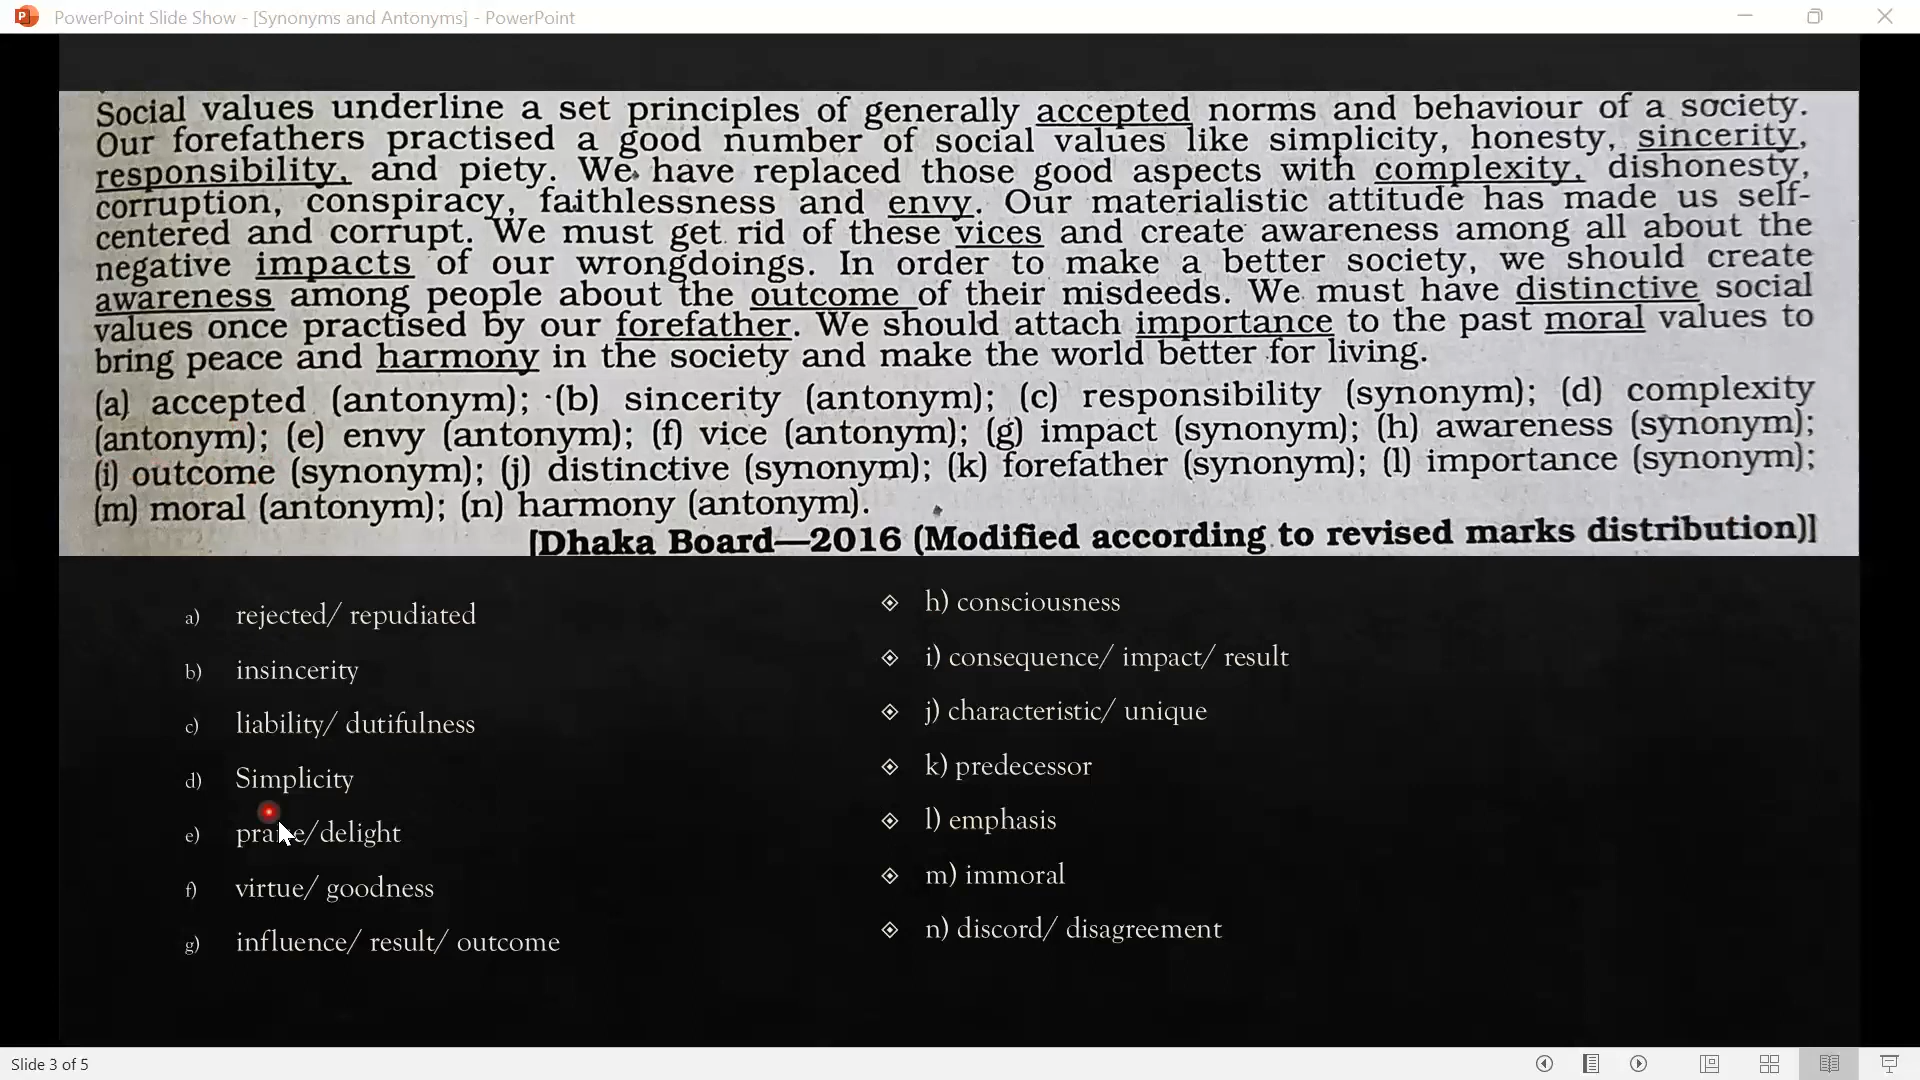 PowerPoint Slide Show - [Synonyms and Antonyms] - PowerPoint
Social values underline a set principles of generally accepted norms and behaviour of a society.
Our forefathers practised a good number of social values like simplicity, honesty, sincerity,
responsibility, and piety. We have replaced those good aspects with complexity, dishonesty,
corruption, conspiracy, faithlessness and envy. Our materialistic attitude has made us self-
centered and corrupt. We must get rid of these vices and create awareness among all about the
negative impacts of our wrongdoings. In order to make a better society, we should create
awareness among people about the outcome of their misdeeds. We must have distinctive social
values once practised by our forefather. We should attach importance to the past moral values to
bring peace and harmony in the society and make the world better for living.
(a) accepted (antonym); (b) sincerity (antonym); (c) responsibility (synonym); (d) complexity
(antonym); (e) envy (antonym); (f) vice (antonym); (g) impact (synonym); (h) awareness (synonym);
(i) outcome (synonym); (j) distinctive (synonym); (k) forefather (synonym); (l) importance (synonym);
(m) moral (antonym); (n) harmony (antonym).
[Dhaka Board—2016 (Modified according to revised marks distribution)]
a) rejected/ repudiated
b) insincerity
c) liability/ dutifulness
d) Simplicity
e) praise/delight
f) virtue/ goodness
g) influence/ result/ outcome
h) consciousness
i) consequence/ impact/ result
j) characteristic/ unique
k) predecessor
l) emphasis
m) immoral
n) discord/ disagreement
Slide 3 of 5